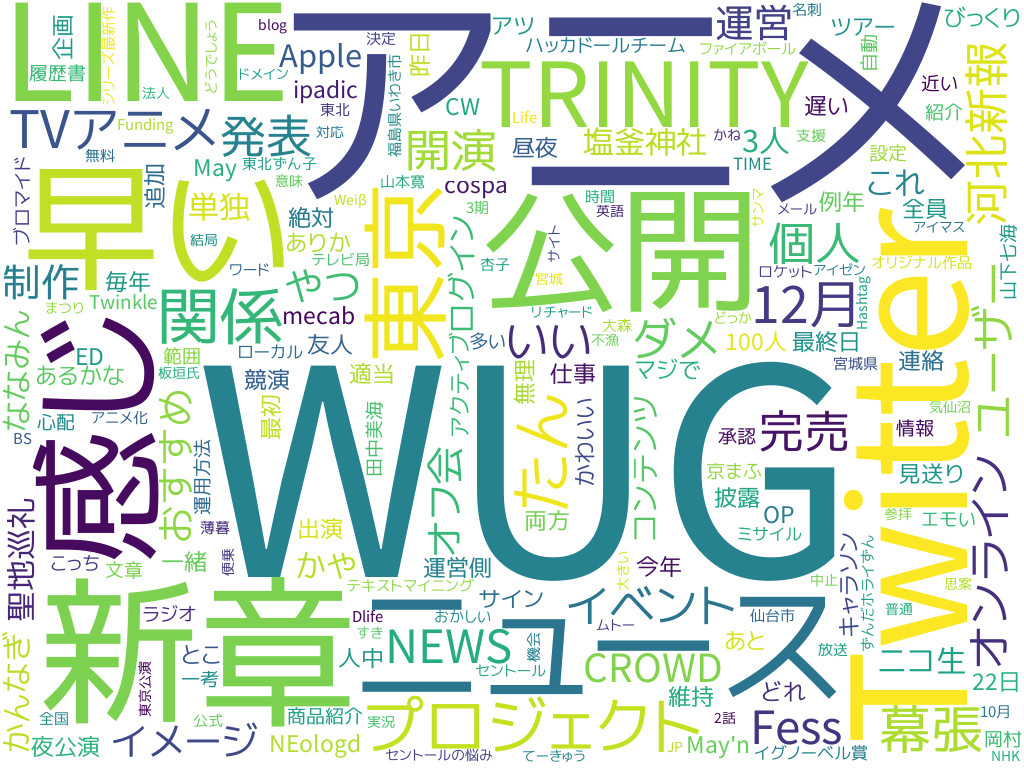 LINE
アニメ
blog
決定
アツ
運営
名刺
ツアー
びっくり
企画
履歴書
シリーズ最新作
どうでしょう
ドメイン
法人
Apple
ipadic
昨日
ハッカドールチーム
ファイアボール
自動
近い
紹介
河北新報
TVアニメ
Funding
無料
発表
東北
対応
福島県いわき市
CW
TRINITY
Life
遅い
開演
昼夜
塩釜神社
かね
3人
支援
TIME
設定
これ
ブロマイド
早い
追加
May
東北ずん子
意味
Weiβ
山本寛
cospa
3期
時間
英語
サンマ
メール
例年
全員
アイマス
単独
絶対
ありか
テレビ局
結局
東京
ログイン
アクティブ
杏子
サイト
宮城
公開
個人
オリジナル作品
山下七海
制作
毎年
Twinkle
まつり
ワード
やつ
mecab
関係
リチャード
ロケット
アイゼン
12月
Hashtag
Twitter
ユーザー
ななみん
ED
あるかな
範囲
板垣氏
ローカル
友人
多い
いい
大森
不漁
どっか
ダメ
100人
最終日
宮城県
連絡
感じ
心配
アニメ化
BS
競演
適当
無理
仕事
マジで
気仙沼
情報
おすすめ
運用方法
最初
田中美海
WUG
たん
かわいい
コンテンツ
承認
完売
京まふ
見送り
聖地巡礼
薄暮
出演
オフ会
両方
披露
OP
ミサイル
参拝
エモい
オンライン
こっち
文章
一緒
便乗
かや
運営側
テキストマイニング
大きい
今年
中止
キャラソン
ずんだホライずん
思案
普通
新章
ラジオ
Dlife
すき
おかしい
サイン
イベント
ムトー
仙台市
かんなぎ
とこ
一考
東京公演
人中
NEWS
セントール
機会
ニュース
CROWD
あと
放送
ニコ生
22日
全国
夜公演
公式
イメージ
商品紹介
NEologd
実況
プロジェクト
セントールの悩み
てーきゅう
維持
2話
JP
May'n
どれ
Fess
イグノーベル賞
幕張
10月
岡村
NHK